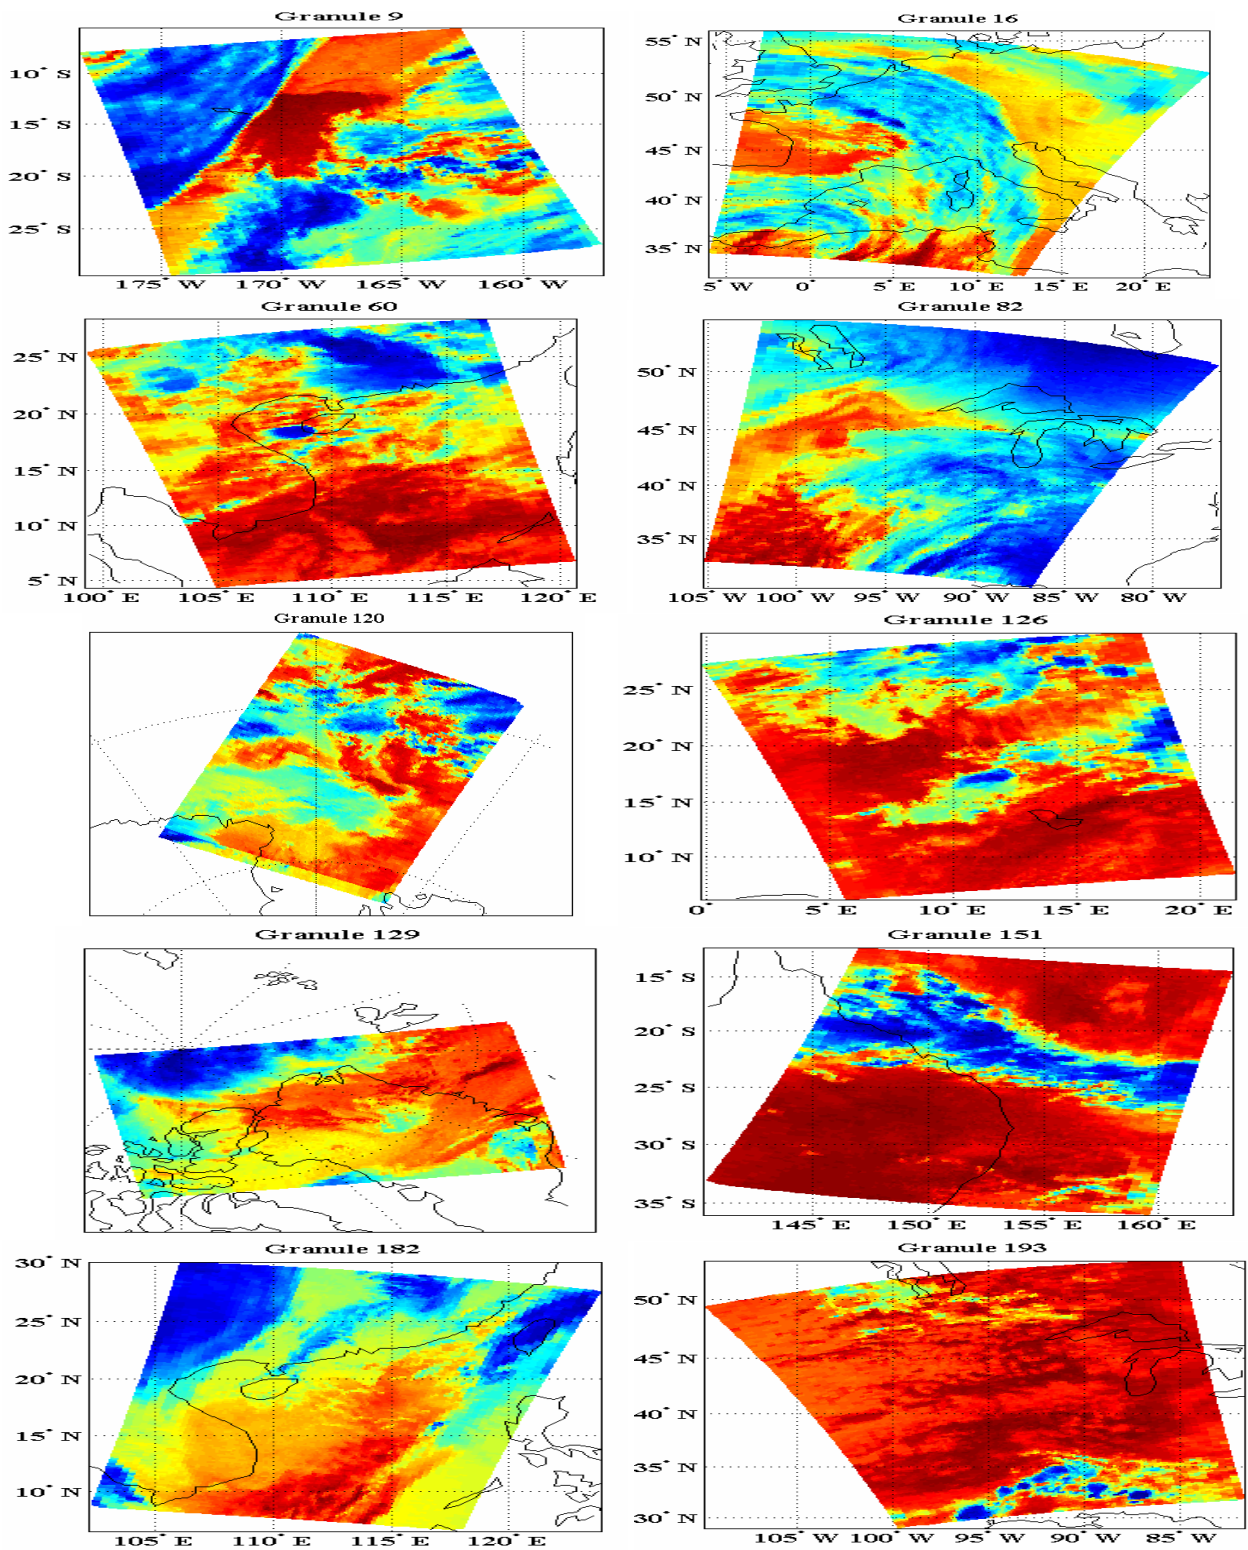 Granule 9
10° S
15° S
20° S
25° S
175° W 170° W 165° W 160° W
Granule 16
55° N
50° N
45° N
40° N
35° N
5° W 0° 5° E 10° E 15° E 20° E
Granule 60
25° N
20° N
15° N
10° N
5° N
100° E 105° E 110° E 115° E 120° E
Granule 82
50° N
45° N
40° N
35° N
105° W 100° W 95° W 90° W 85° W 80° W
Granule 120
Granule 126
25° N
20° N
15° N
10° N
0° 5° E 10° E 15° E 20° E
Granule 129
Granule 151
15° S
20° S
25° S
30° S
35° S
145° E 150° E 155° E 160° E
Granule 182
30° N
25° N
20° N
15° N
10° N
105° E 110° E 115° E 120° E
Granule 193
50° N
45° N
40° N
35° N
30° N
105° W 100° W 95° W 90° W 85° W